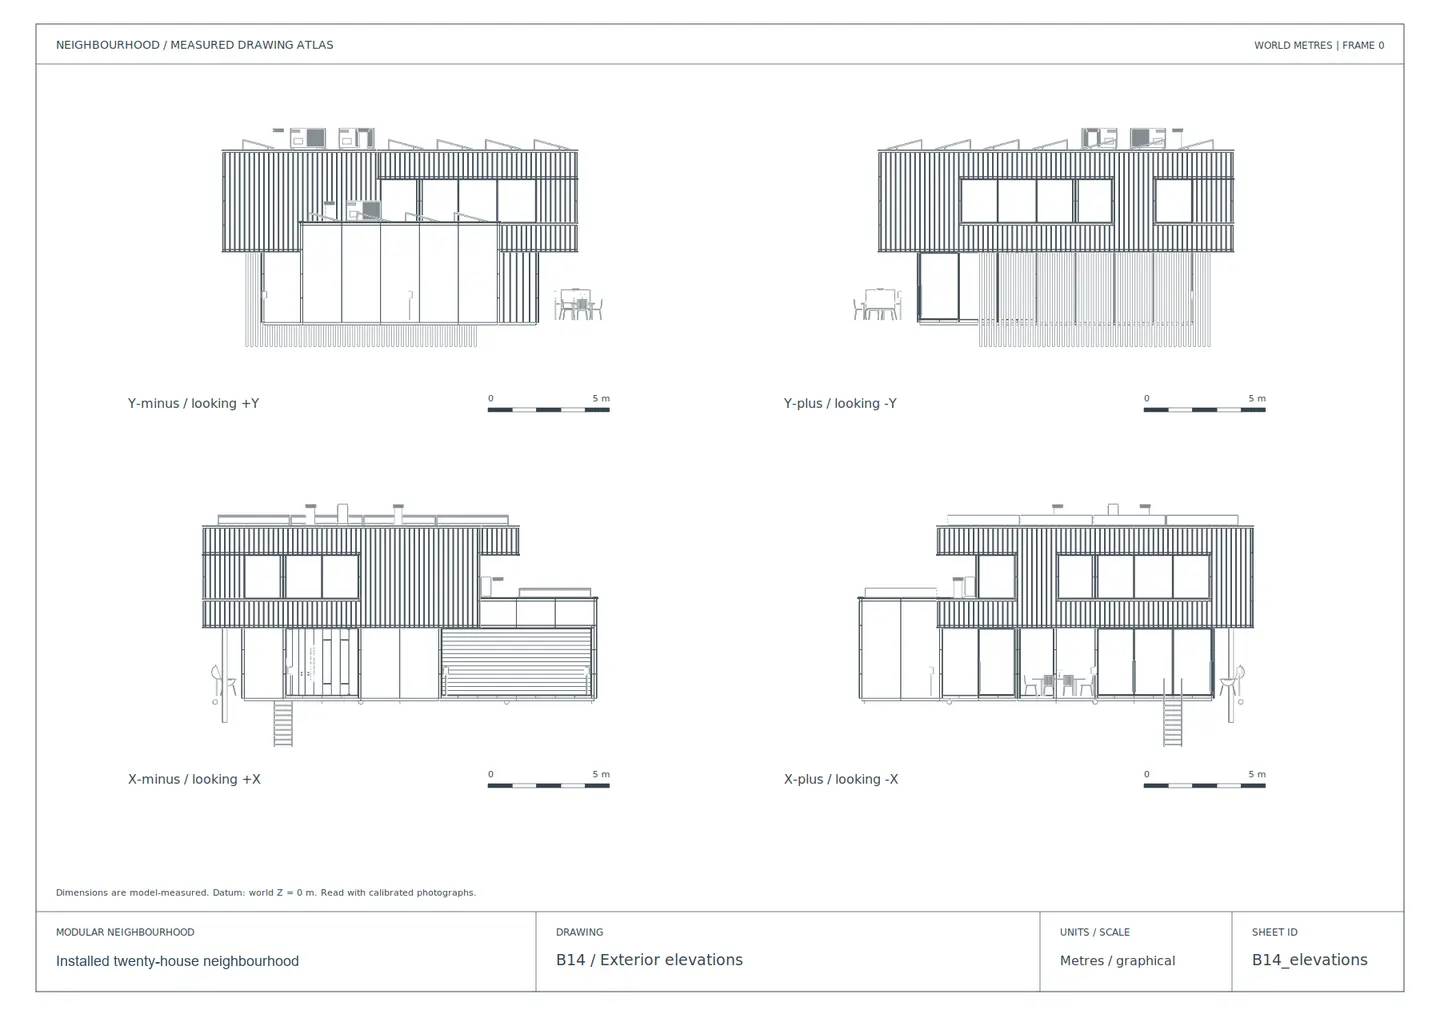 NEIGHBOURHOOD / MEASURED DRAWING ATLAS
WORLD METRES | FRAME 0
Y-minus / looking +Y
0 5 m
Y-plus / looking -Y
0 5 m
X-minus / looking +X
0 5 m
X-plus / looking -X
0 5 m
Dimensions are model-measured. Datum: world Z = 0 m. Read with calibrated photographs.
MODULAR NEIGHBOURHOOD
Installed twenty-house neighbourhood
DRAWING
B14 / Exterior elevations
UNITS / SCALE
Metres / graphical
SHEET ID
B14_elevations